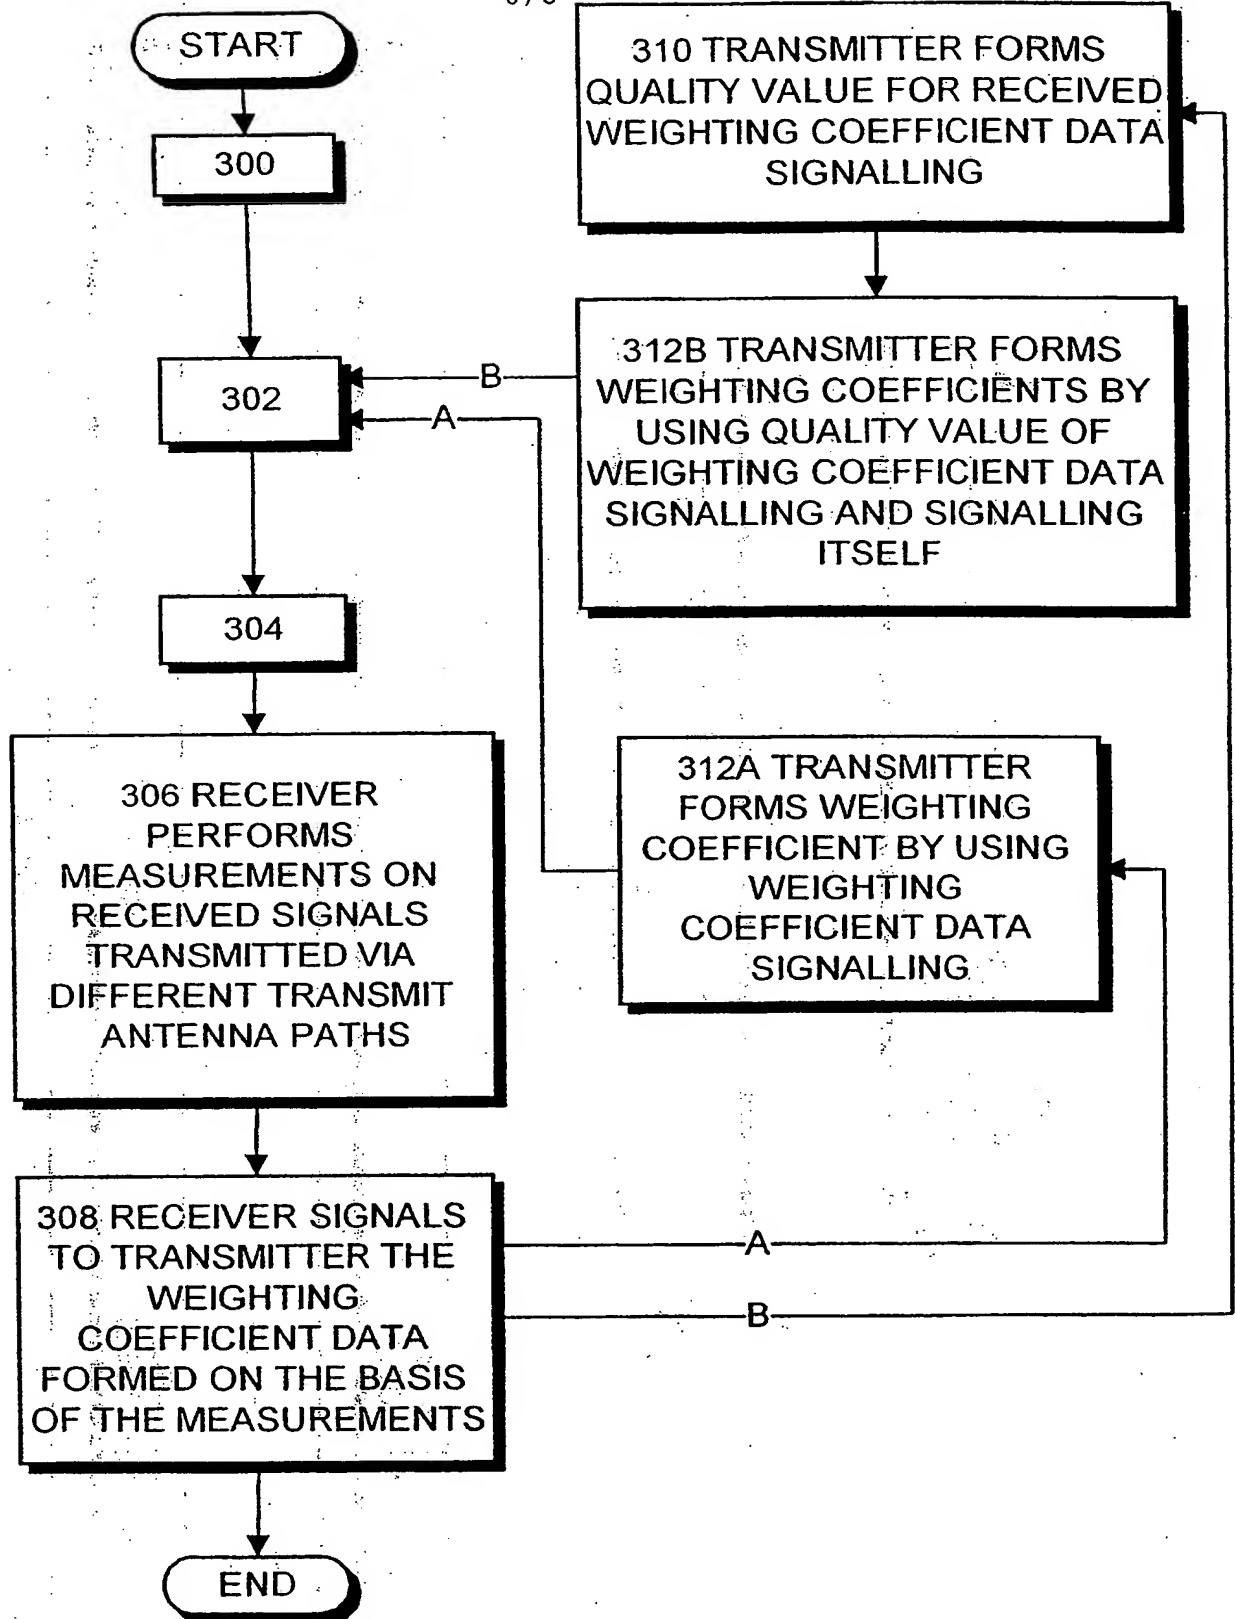 START
300
302
304
306 RECEIVER
PERFORMS
MEASUREMENTS ON
RECEIVED SIGNALS
TRANSMITTED VIA
DIFFERENT TRANSMIT
ANTENNA PATHS
308 RECEIVER SIGNALS
TO TRANSMITTER THE
WEIGHTING
COEFFICIENT DATA
FORMED ON THE BASIS
OF THE MEASUREMENTS
END
310 TRANSMITTER FORMS
QUALITY VALUE FOR RECEIVED
WEIGHTING COEFFICIENT DATA
SIGNALLING
312B TRANSMITTER FORMS
WEIGHTING COEFFICIENTS BY
USING QUALITY VALUE OF
WEIGHTING COEFFICIENT DATA
SIGNALLING AND SIGNALLING
ITSELF
B
A
312A TRANSMITTER
FORMS WEIGHTING
COEFFICIENT BY USING
WEIGHTING
COEFFICIENT DATA
SIGNALLING
A
B